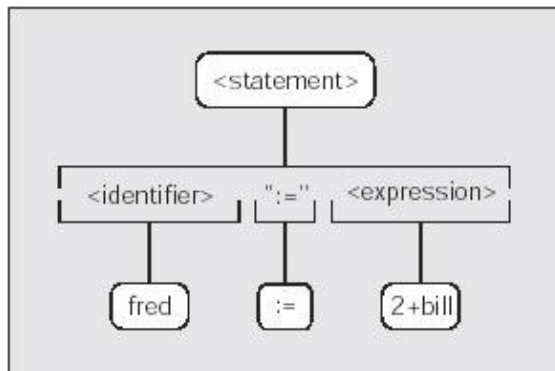 <statement>
<identifier> ":=" <expression>
fred := 2+bill